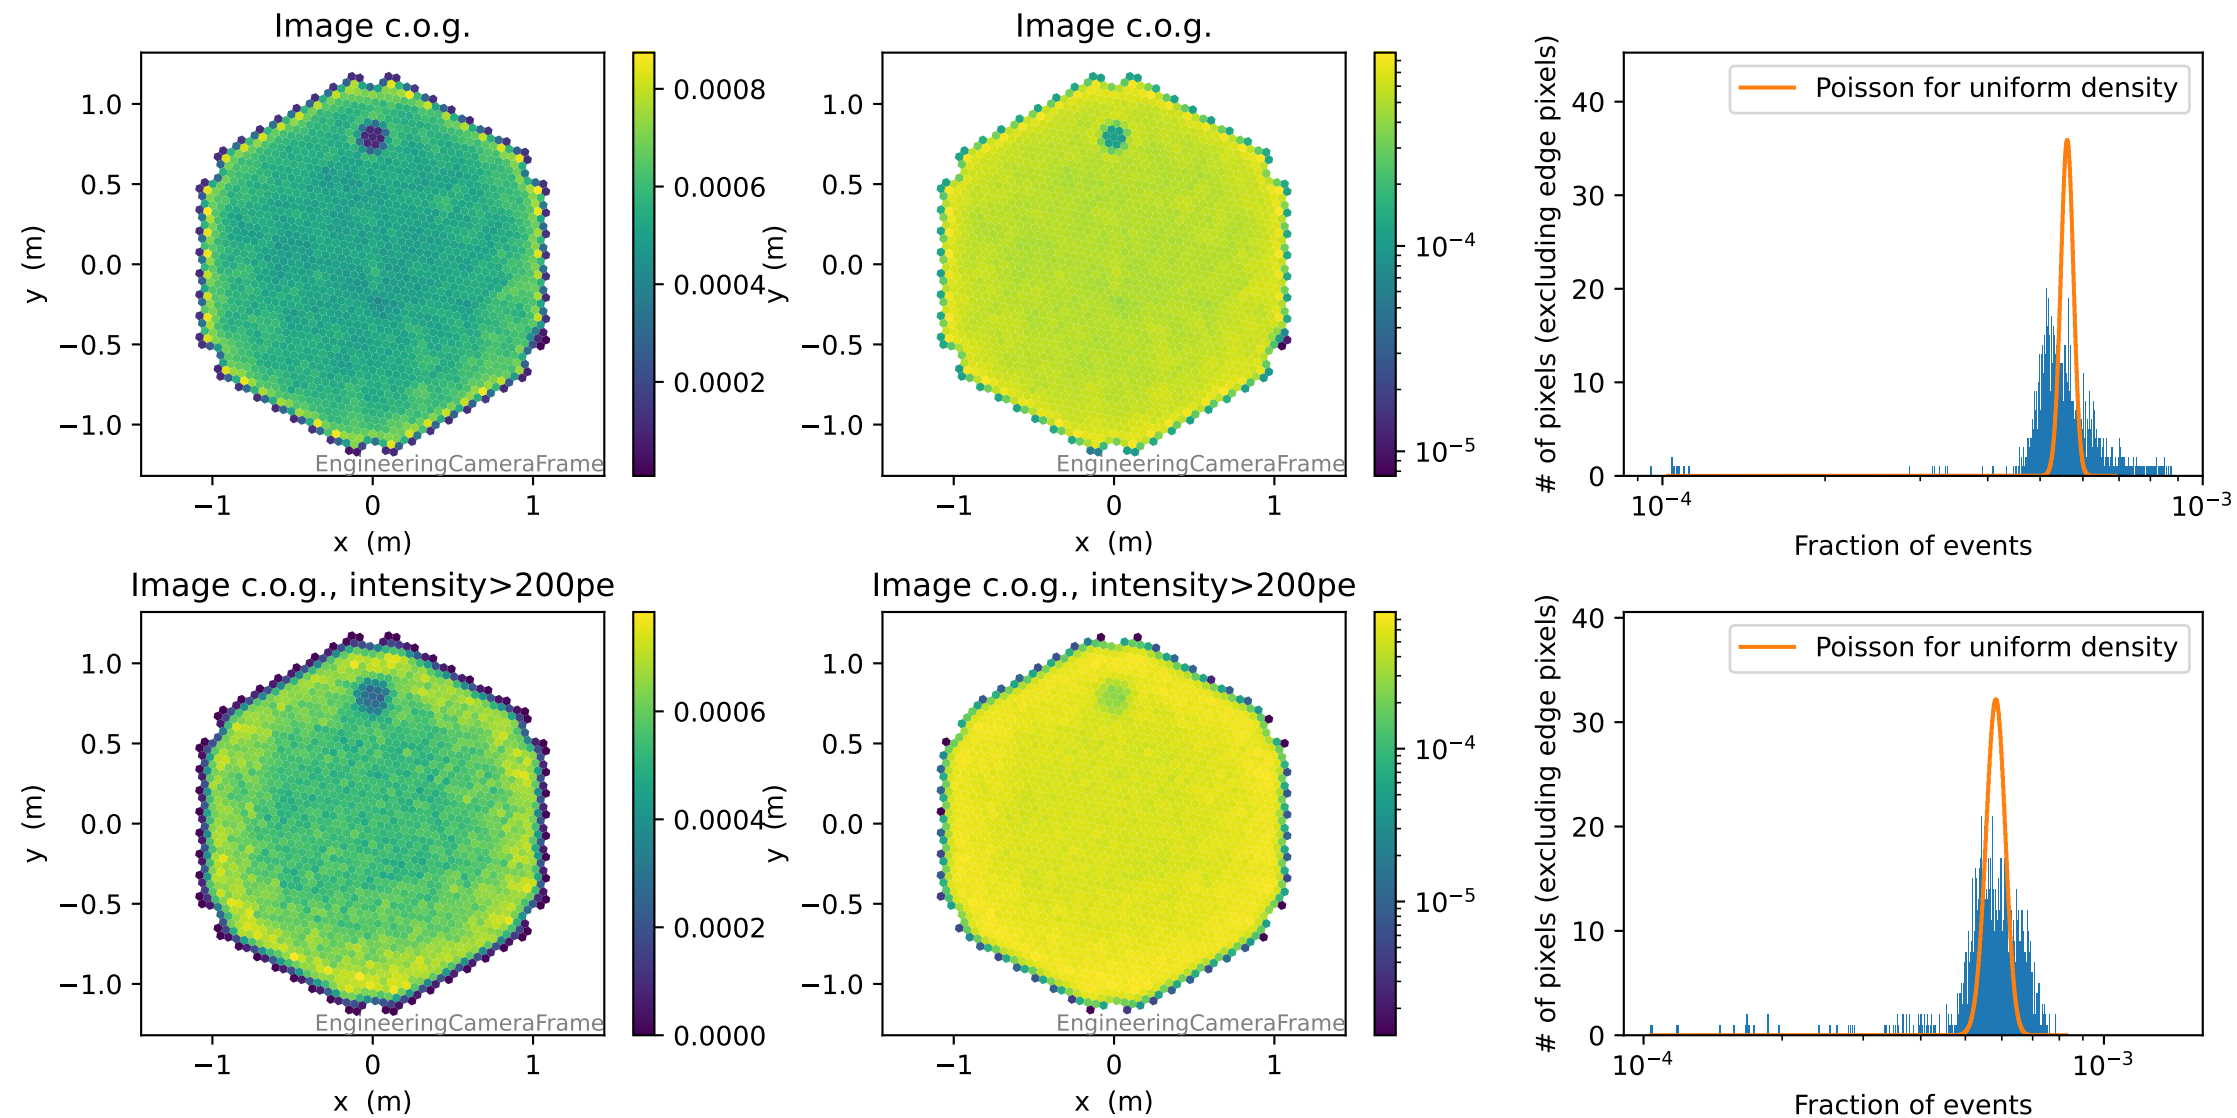 Image c.o.g.
1.0
0.5
0.0
−0.5
−1.0
y (m)
−1
0
1
x (m)
EngineeringCameraFrame
0.0008
0.0006
0.0004
0.0002
Image c.o.g.
1.0
0.5
0.0
−0.5
−1.0
y (m)
−1
0
1
x (m)
EngineeringCameraFrame
10⁻⁴
10⁻⁵
# of pixels (excluding edge pixels)
40
30
20
10
0
Poisson for uniform density
10⁻⁴
10⁻³
Fraction of events
Image c.o.g., intensity>200pe
1.0
0.5
0.0
−0.5
−1.0
y (m)
−1
0
1
x (m)
EngineeringCameraFrame
0.0006
0.0004
0.0002
0.0000
Image c.o.g., intensity>200pe
1.0
0.5
0.0
−0.5
−1.0
y (m)
−1
0
1
x (m)
EngineeringCameraFrame
10⁻⁴
10⁻⁵
# of pixels (excluding edge pixels)
40
30
20
10
0
Poisson for uniform density
10⁻⁴
10⁻³
Fraction of events